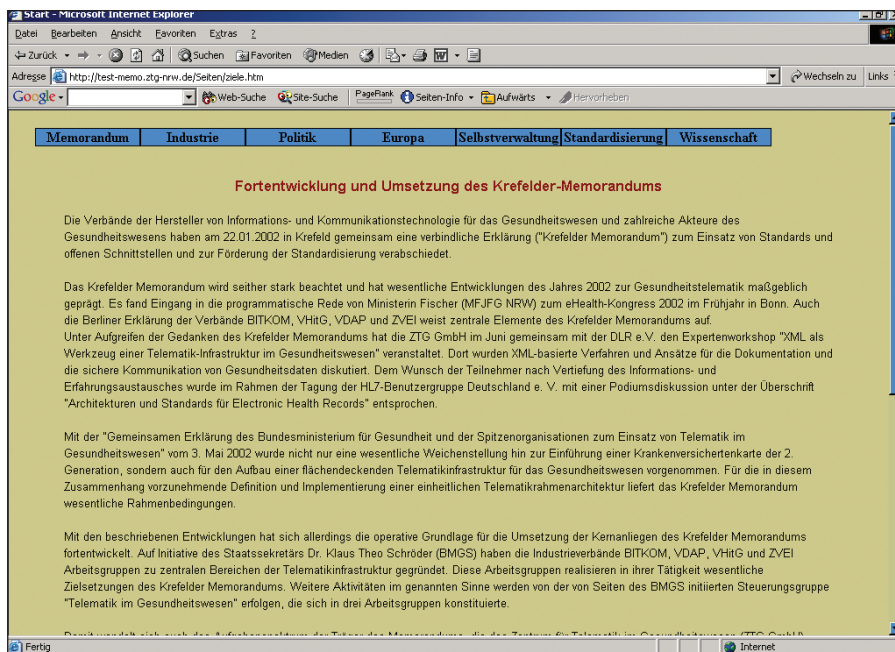 Start - Microsoft Internet Explorer
Datei Bearbeiten Ansicht Favoriten Extras ?
Zurück Suchen Favoriten Medien
Adresse http://test-memo.ztg-nrw.de/Seiten/ziele.htm Wechseln zu Links
Google Web-Suche Site-Suche PageRank Seiten-Info Aufwärts Hervorheben
Memorandum Industrie Politik Europa Selbstverwaltung Standardisierung Wissenschaft
Fortentwicklung und Umsetzung des Krefelder-Memorandums
Die Verbände der Hersteller von Informations- und Kommunikationstechnologie für das Gesundheitswesen und zahlreiche Akteure des
Gesundheitswesens haben am 22.01.2002 in Krefeld gemeinsam eine verbindliche Erklärung ("Krefelder Memorandum") zum Einsatz von Standards und
offenen Schnittstellen und zur Förderung der Standardisierung verabschiedet.
Das Krefelder Memorandum wird seither stark beachtet und hat wesentliche Entwicklungen des Jahres 2002 zur Gesundheitstelematik maßgeblich
geprägt. Es fand Eingang in die programmatische Rede von Ministerin Fischer (MFJFG NRW) zum eHealth-Kongress 2002 im Frühjahr in Bonn. Auch
die Berliner Erklärung der Verbände BITKOM, VHitG, VDAP und ZVEI weist zentrale Elemente des Krefelder Memorandums auf.
Unter Aufgreifen der Gedanken des Krefelder Memorandums hat die ZTG GmbH im Juni gemeinsam mit der DLR e.V. den Expertenworkshop "XML als
Werkzeug einer Telematik-Infrastruktur im Gesundheitswesen" veranstaltet. Dort wurden XML-basierte Verfahren und Ansätze für die Dokumentation und
die sichere Kommunikation von Gesundheitsdaten diskutiert. Dem Wunsch der Teilnehmer nach Vertiefung des Informations- und
Erfahrungsaustausches wurde im Rahmen der Tagung der HL7-Benutzergruppe Deutschland e. V. mit einer Podiumsdiskussion unter der Überschrift
"Architekturen und Standards für Electronic Health Records" entsprochen.
Mit der "Gemeinsamen Erklärung des Bundesministerium für Gesundheit und der Spitzenorganisationen zum Einsatz von Telematik im
Gesundheitswesen" vom 3. Mai 2002 wurde nicht nur eine wesentliche Weichenstellung hin zur Einführung einer Krankenversichertenkarte der 2.
Generation, sondern auch für den Aufbau einer flächendeckenden Telematikinfrastruktur für das Gesundheitswesen vorgenommen. Für die in diesem
Zusammenhang vorzunehmende Definition und Implementierung einer einheitlichen Telematikrahmenarchitektur liefert das Krefelder Memorandum
wesentliche Rahmenbedingungen.
Mit den beschriebenen Entwicklungen hat sich allerdings die operative Grundlage für die Umsetzung der Kernanliegen des Krefelder Memorandums
fortentwickelt. Auf Initiative des Staatssekretärs Dr. Klaus Theo Schröder (BMGS) haben die Industrieverbände BITKOM, VDAP, VHitG und ZVEI
Arbeitsgruppen zu zentralen Bereichen der Telematikinfrastruktur gegründet. Diese Arbeitsgruppen realisieren in ihrer Tätigkeit wesentliche
Zielsetzungen des Krefelder Memorandums. Weitere Aktivitäten im genannten Sinne werden von der von Seiten des BMGS initiierten Steuerungsgruppe
"Telematik im Gesundheitswesen" erfolgen, die sich in drei Arbeitsgruppen konstituierte.
Damit wandelt sich auch das Aufgabenspektrum der Träger des Memorandums, die das Zentrum für Telematik im Gesundheitswesen (ZTG GmbH)
Fertig Internet